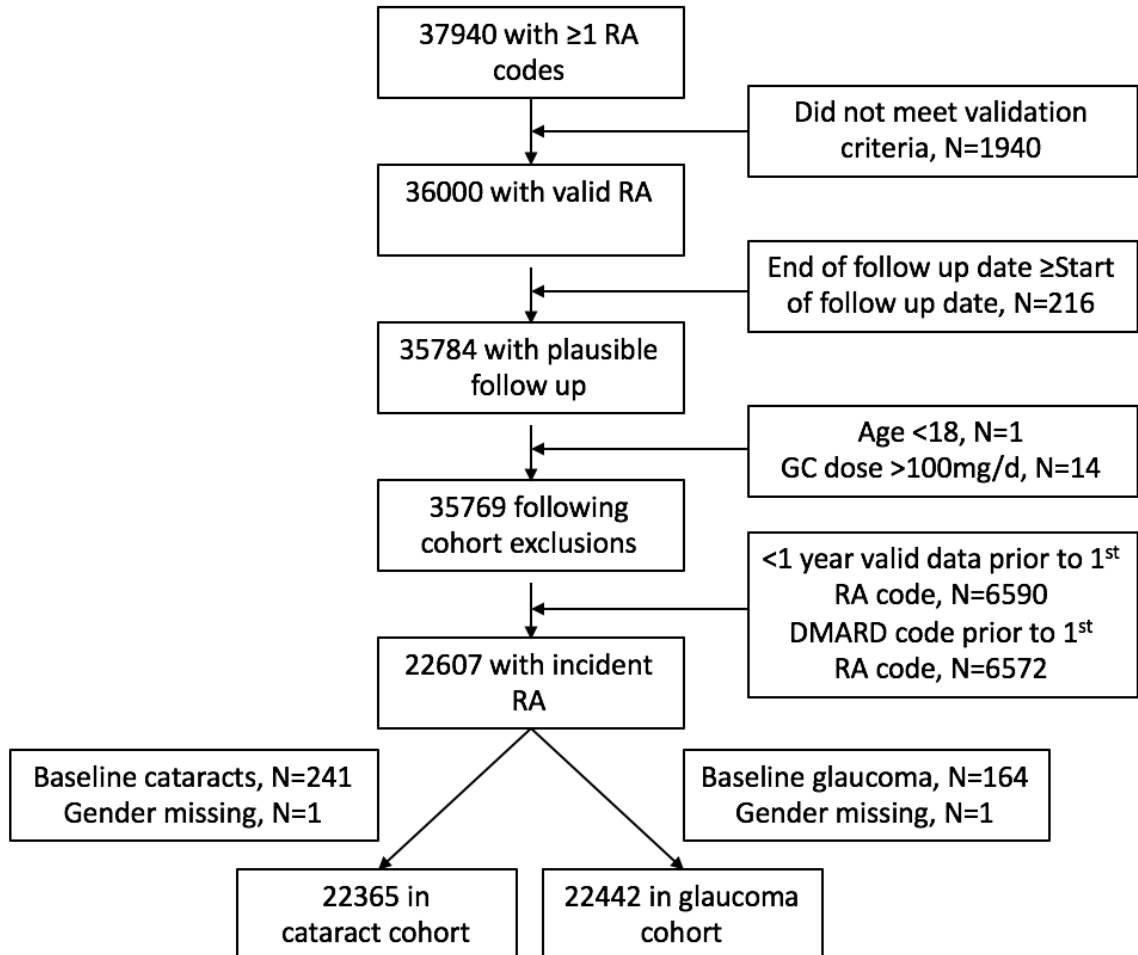 37940 with ≥1 RA
codes
Did not meet validation
criteria, N=1940
36000 with valid RA
End of follow up date ≥Start
of follow up date, N=216
35784 with plausible
follow up
Age <18, N=1
GC dose >100mg/d, N=14
35769 following
cohort exclusions
<1 year valid data prior to 1st
RA code, N=6590
DMARD code prior to 1st
RA code, N=6572
22607 with incident
RA
Baseline cataracts, N=241
Gender missing, N=1
Baseline glaucoma, N=164
Gender missing, N=1
22365 in
cataract cohort
22442 in glaucoma
cohort